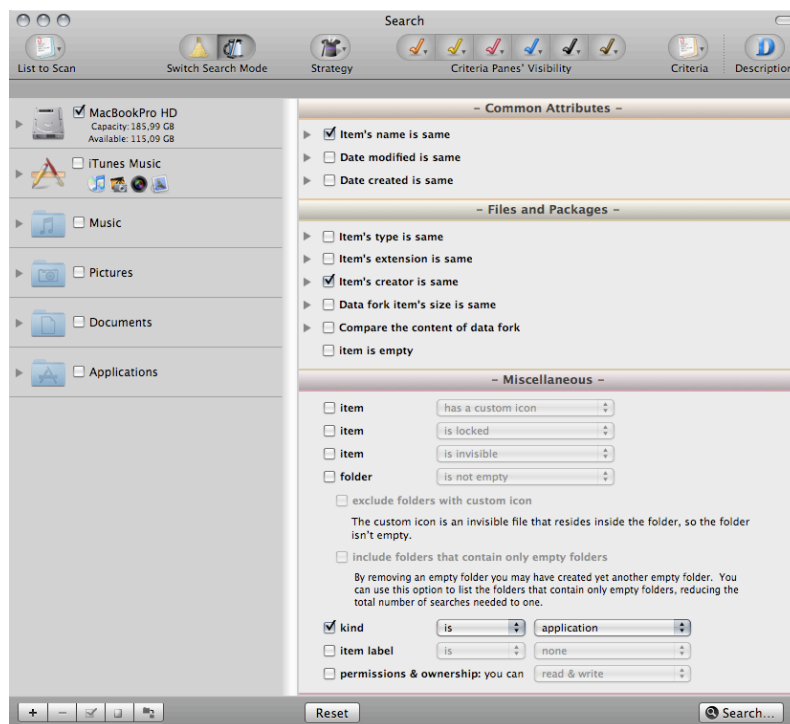 Search
List to Scan
Switch Search Mode
Strategy
Criteria Panes' Visibility
Criteria
Description
MacBookPro HD
Capacity: 185,99 GB
Available: 115,09 GB
iTunes Music
Music
Pictures
Documents
Applications
– Common Attributes –
Item's name is same
Date modified is same
Date created is same
– Files and Packages –
Item's type is same
Item's extension is same
Item's creator is same
Data fork item's size is same
Compare the content of data fork
item is empty
– Miscellaneous –
item has a custom icon
item is locked
item is invisible
folder is not empty
exclude folders with custom icon
The custom icon is an invisible file that resides inside the folder, so the folder
isn't empty.
include folders that contain only empty folders
By removing an empty folder you may have created yet another empty folder. You
can use this option to list the folders that contain only empty folders, reducing the
total number of searches needed to one.
kind is application
item label is none
permissions & ownership: you can read & write
+ –
Reset
Search...